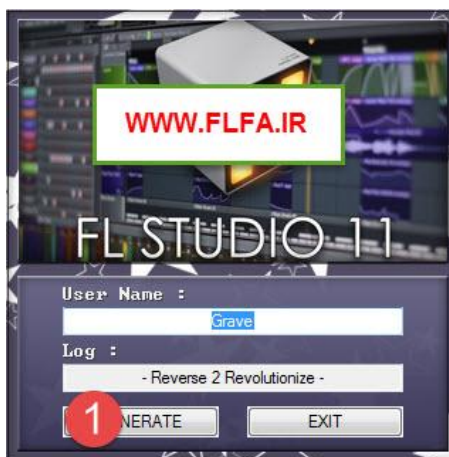 WWW.FLFA.IR
FL STUDIO 11
User Name :
Grave
Log :
- Reverse 2 Revolutionize -
1 NERATE EXIT